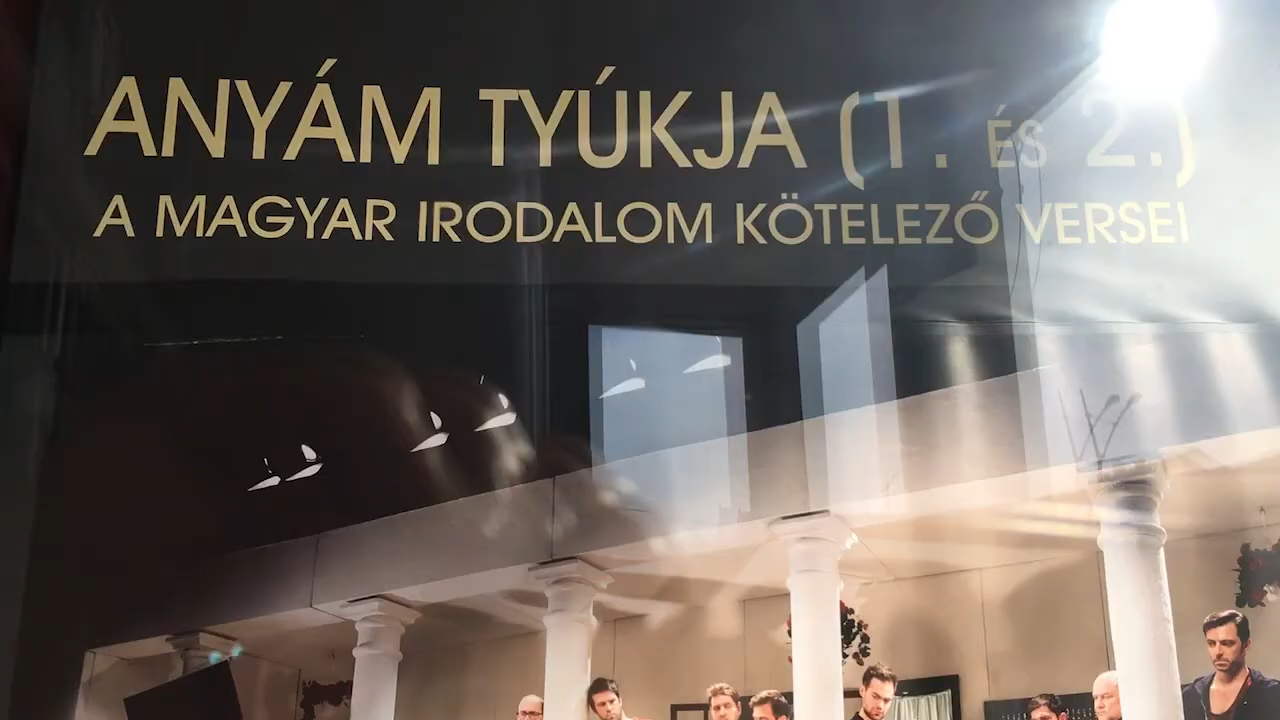 ANYÁM TYÚKJA (1. ÉS 2.)
A MAGYAR IRODALOM KÖTELEZŐ VERSEI